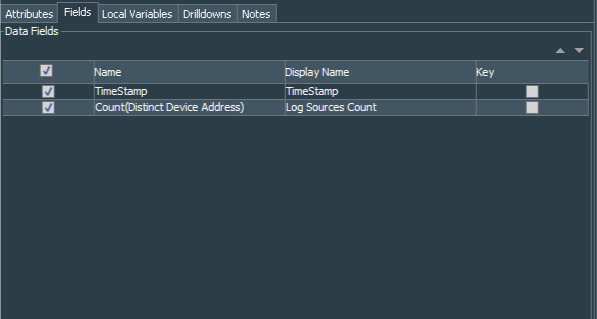 Attributes Fields Local Variables Drilldowns Notes
Data Fields
Name Display Name Key
TimeStamp TimeStamp
Count(Distinct Device Address) Log Sources Count